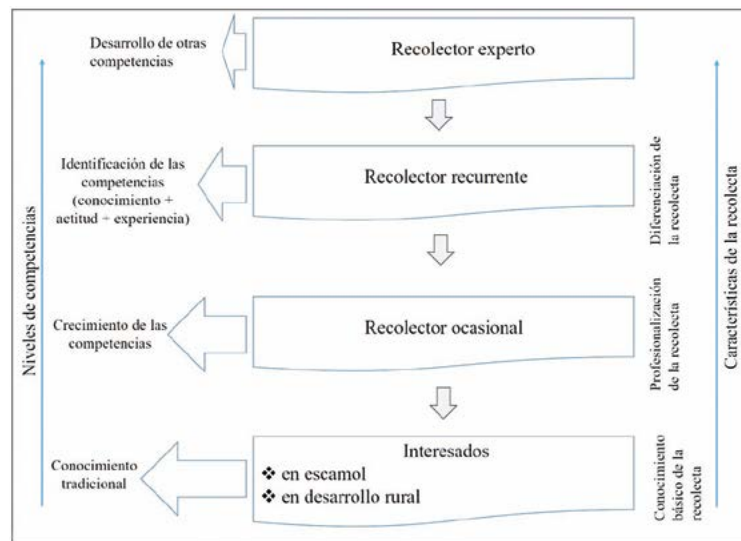 Desarrollo de otras
competencias
Recolector experto
Identificación de las
competencias
(conocimiento +
actitud + experiencia)
Recolector recurrente
Diferenciación de
la recolecta
Crecimiento de las
competencias
Recolector ocasional
Profesionalización
de la recolecta
Conocimiento
tradicional
Interesados
❖ en escamol
❖ en desarrollo rural
Conocimiento
básico de la
recolecta
Niveles de competencias
Características de la recolecta